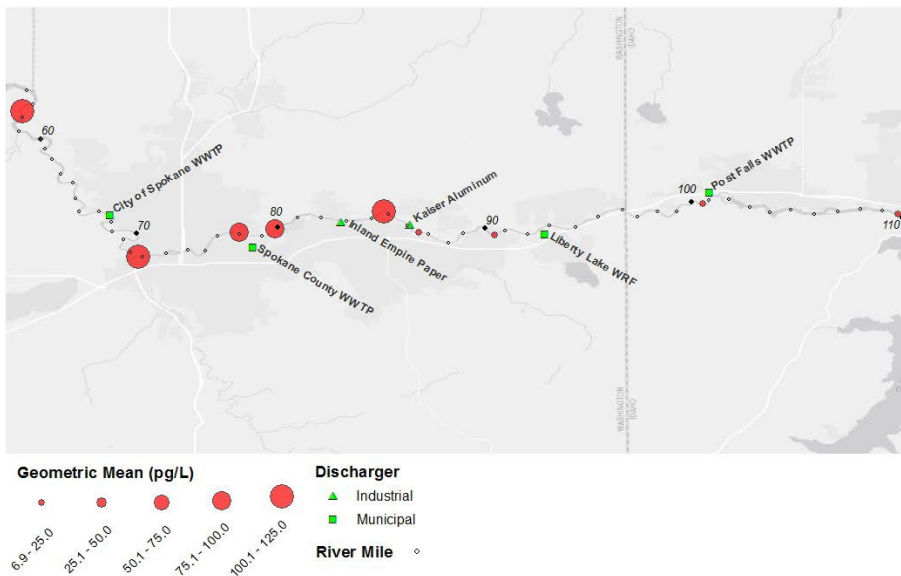 WASHINGTON
IDAHO
60
City of Spokane WWTP
70
80
Spokane County WWTP
Inland Empire Paper
Kaiser Aluminum
90
Liberty Lake WRF
100
Post Falls WWTP
110
WASHINGTON
IDAHO
Geometric Mean (pg/L)
6.9 - 25.0
25.1 - 50.0
50.1 - 75.0
75.1 - 100.0
100.1 - 125.0
Discharger
Industrial
Municipal
River Mile